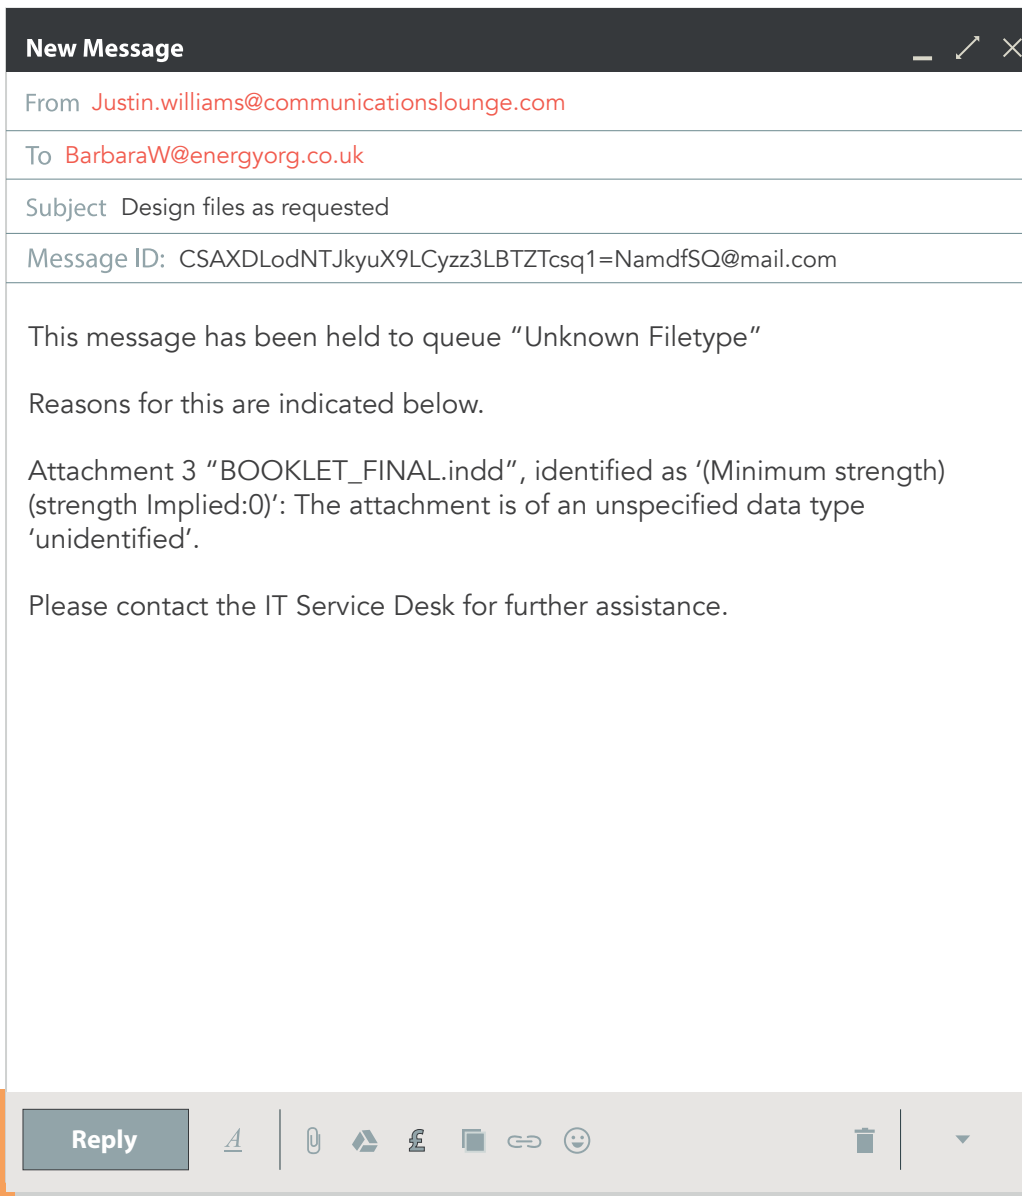 New Message
From Justin.williams@communicationslounge.com
To BarbaraW@energyorg.co.uk
Subject Design files as requested
Message ID: CSAXDLodNTJkyuX9LCyzz3LBTZTcsq1=NamdfSQ@mail.com
This message has been held to queue “Unknown Filetype”
Reasons for this are indicated below.
Attachment 3 “BOOKLET_FINAL.indd”, identified as ‘(Minimum strength)
(strength Implied:0)’: The attachment is of an unspecified data type
‘unidentified’.
Please contact the IT Service Desk for further assistance.
Reply A £